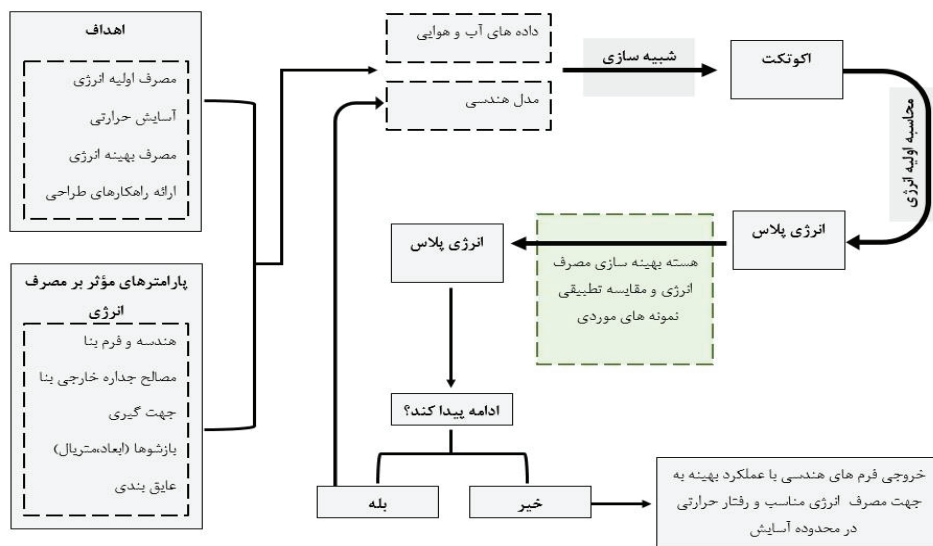 اهداف
مصرف اولیه انرژی
آسایش حرارتی
مصرف بهینه انرژی
ارائه راهکارهای طراحی
پارامترهای مؤثر بر مصرف
انرژی
هندسه و فرم بنا
مصالح جداره خارجی بنا
جهت گیری
بازشوها (ابعاد،متریال)
عایق بندی
داده های آب و هوایی
مدل هندسی
شبیه سازی
اکوتکت
محاسبه اولیه انرژی
انرژی پلاس
هسته بهینه سازی مصرف
انرژی و مقایسه تطبیقی
نمونه های موردی
انرژی پلاس
ادامه پیدا کند؟
بله
خیر
خروجی فرم های هندسی با عملکرد بهینه به
جهت مصرف انرژی مناسب و رفتار حرارتی
در محدوده آسایش